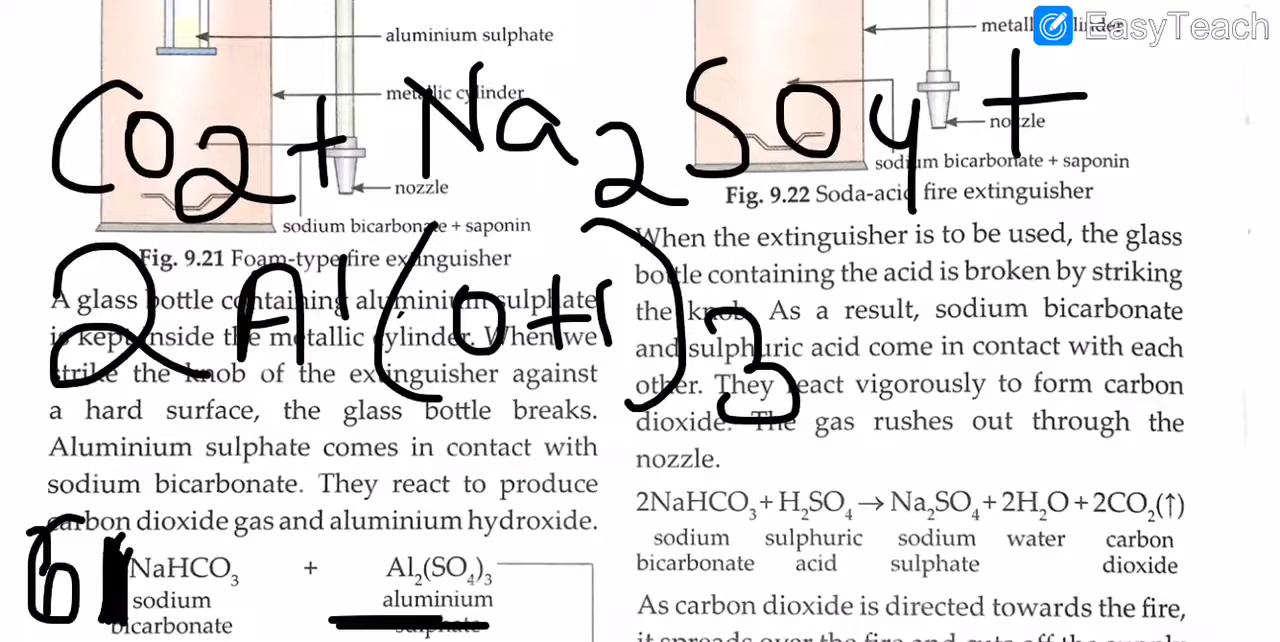 EasyTeach
aluminium sulphate
metallic cylinder
nozzle
sodium bicarbonate + saponin
Fig. 9.21 Foam-type fire extinguisher
A glass bottle containing aluminium sulphate
is kept inside the metallic cylinder. When we
strike the knob of the extinguisher against
a hard surface, the glass bottle breaks.
Aluminium sulphate comes in contact with
sodium bicarbonate. They react to produce
carbon dioxide gas and aluminium hydroxide.
NaHCO₃ + Al₂(SO₄)₃
sodium aluminium
bicarbonate sulphate
metallic cylinder
nozzle
sodium bicarbonate + saponin
Fig. 9.22 Soda-acid fire extinguisher
When the extinguisher is to be used, the glass
bottle containing the acid is broken by striking
the knob. As a result, sodium bicarbonate
and sulphuric acid come in contact with each
other. They react vigorously to form carbon
dioxide. The gas rushes out through the
nozzle.
2NaHCO₃ + H₂SO₄ → Na₂SO₄ + 2H₂O + 2CO₂(↑)
sodium sulphuric sodium water carbon
bicarbonate acid sulphate dioxide
As carbon dioxide is directed towards the fire,
CO2 + Na2SO4 +
2Al(OH)3
6